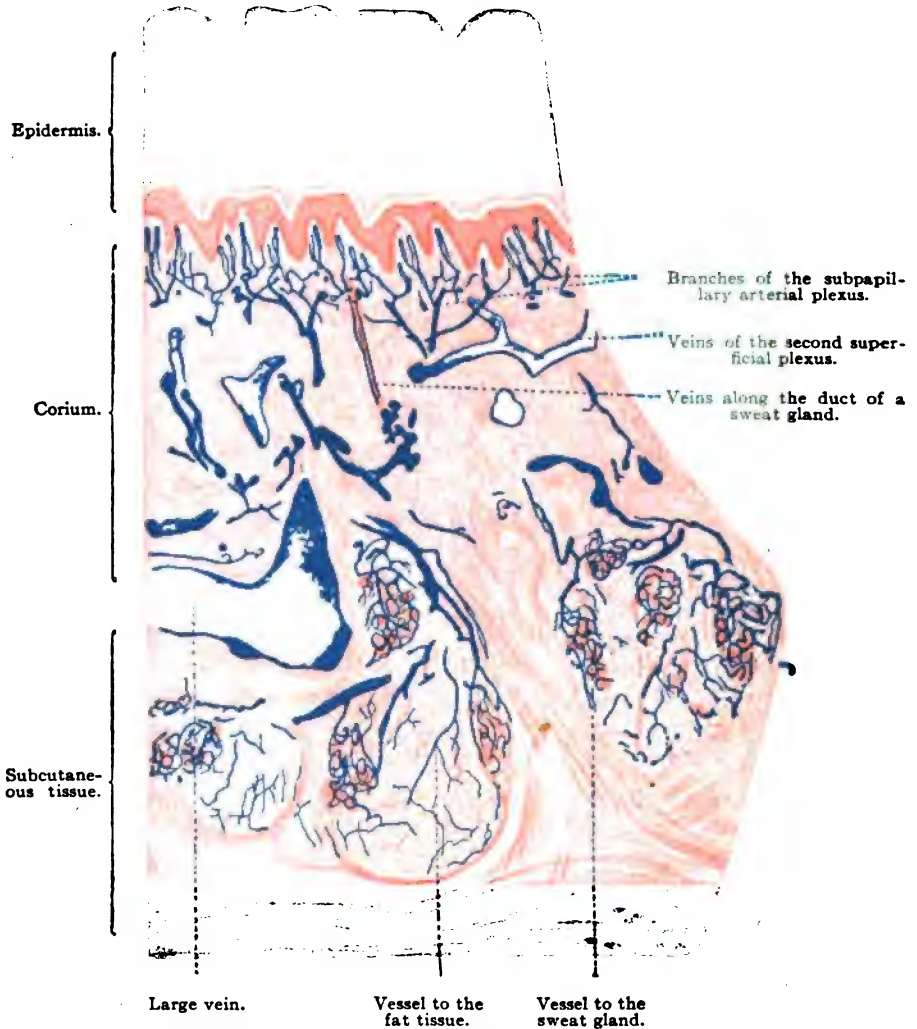 Epidermis.
Branches of the subpapil-
lary arterial plexus.
Veins of the second super-
ficial plexus.
Corium.
Veins along the duct of a
sweat gland.
Subcutane-
ous tissue.
Large vein.
Vessel to the
fat tissue.
Vessel to the
sweat gland.